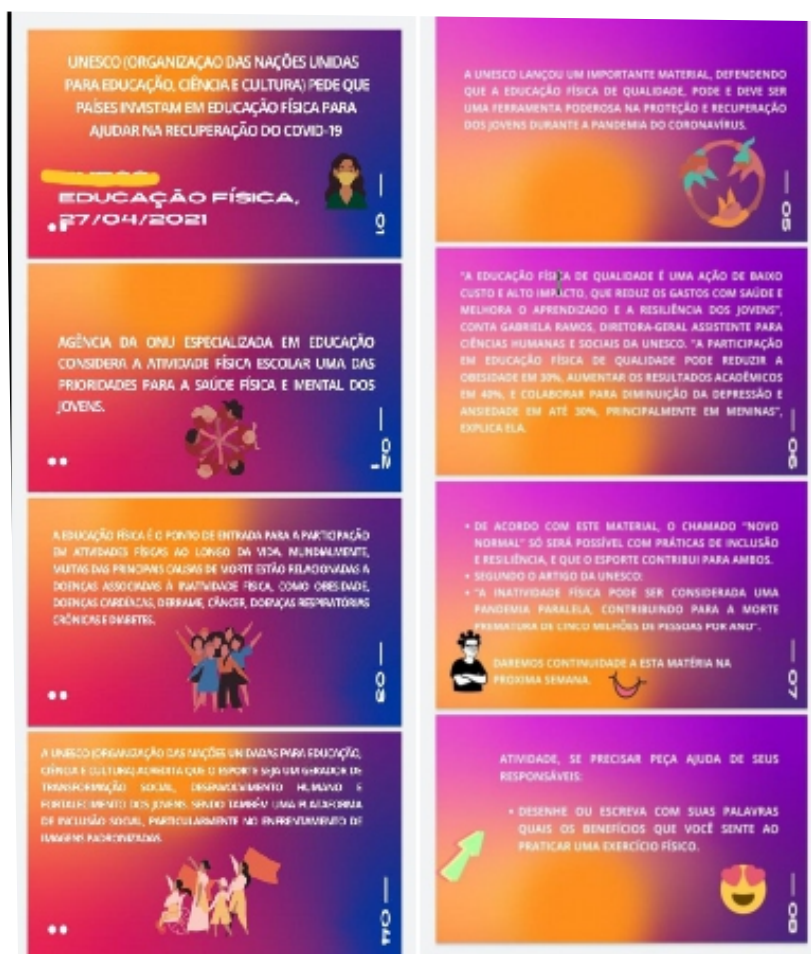 UNESCO (ORGANIZAÇAO DAS NAÇÕES UNIDAS
PARA EDUCAÇÃO, CIÊNCIA E CULTURA) PEDE QUE
PAÍSES INVISTAM EM EDUCAÇÃO FÍSICA PARA
AJUDAR NA RECUPERAÇÃO DO COVID-19
EDUCAÇÃO FÍSICA,
27/04/2021
01
AGÊNCIA DA ONU ESPECIALIZADA EM EDUCAÇÃO
CONSIDERA A ATIVIDADE FÍSICA ESCOLAR UMA DAS
PRIORIDADES PARA A SAÚDE FÍSICA E MENTAL DOS
JOVENS.
02
A EDUCAÇÃO FÍSICA É O PONTO DE ENTRADA PARA A PARTICIPAÇÃO
EM ATIVIDADES FÍSICAS AO LONGO DA VIDA. MUNDIALMENTE,
MUITAS DAS PRINCIPAIS CAUSAS DE MORTE ESTÃO RELACIONADAS A
DOENÇAS ASSOCIADAS À INATIVIDADE FÍSICA, COMO OBESIDADE,
DOENÇAS CARDÍACAS, DERRAME, CÂNCER, DOENÇAS RESPIRATÓRIAS
CRÔNICAS E DIABETES.
03
A UNESCO (ORGANIZAÇÃO DAS NAÇÕES UNIDADAS PARA EDUCAÇÃO,
CIÊNCIA E CULTURA) ACREDITA QUE O ESPORTE SEJA UM GERADOR DE
TRANSFORMAÇÃO SOCIAL, DESENVOLVIMENTO HUMANO E
FORTALECIMENTO DOS JOVENS, SENDO TAMBÉM UMA PLATAFORMA
DE INCLUSÃO SOCIAL, PARTICULARMENTE NO ENFRENTAMENTO DE
IMAGENS PADRONIZADAS.
04
A UNESCO LANÇOU UM IMPORTANTE MATERIAL, DEFENDENDO
QUE A EDUCAÇÃO FÍSICA DE QUALIDADE, PODE E DEVE SER
UMA FERRAMENTA PODEROSA NA PROTEÇÃO E RECUPERAÇÃO
DOS JOVENS DURANTE A PANDEMIA DO CORONAVÍRUS.
05
"A EDUCAÇÃO FÍSICA DE QUALIDADE É UMA AÇÃO DE BAIXO
CUSTO E ALTO IMPACTO, QUE REDUZ OS GASTOS COM SAÚDE E
MELHORA O APRENDIZADO E A RESILIÊNCIA DOS JOVENS",
CONTA GABRIELA RAMOS, DIRETORA-GERAL ASSISTENTE PARA
CIÊNCIAS HUMANAS E SOCIAIS DA UNESCO. "A PARTICIPAÇÃO
EM EDUCAÇÃO FÍSICA DE QUALIDADE PODE REDUZIR A
OBESIDADE EM 30%, AUMENTAR OS RESULTADOS ACADÊMICOS
EM 40%, E COLABORAR PARA DIMINUIÇÃO DA DEPRESSÃO E
ANSIEDADE EM ATÉ 30%, PRINCIPALMENTE EM MENINAS",
EXPLICA ELA.
06
• DE ACORDO COM ESTE MATERIAL, O CHAMADO "NOVO
NORMAL" SÓ SERÁ POSSÍVEL COM PRÁTICAS DE INCLUSÃO
E RESILIÊNCIA, E QUE O ESPORTE CONTRIBUI PARA AMBOS.
• SEGUNDO O ARTIGO DA UNESCO:
• "A INATIVIDADE FÍSICA PODE SER CONSIDERADA UMA
PANDEMIA PARALELA, CONTRIBUINDO PARA A MORTE
PREMATURA DE CINCO MILHÕES DE PESSOAS POR ANO".
DAREMOS CONTINUIDADE A ESTA MATÉRIA NA
PROXIMA SEMANA.
07
ATIVIDADE, SE PRECISAR PEÇA AJUDA DE SEUS
RESPONSÁVEIS:
• DESENHE OU ESCREVA COM SUAS PALAVRAS
QUAIS OS BENEFÍCIOS QUE VOCÊ SENTE AO
PRATICAR UMA EXERCÍCIO FÍSICO.
08